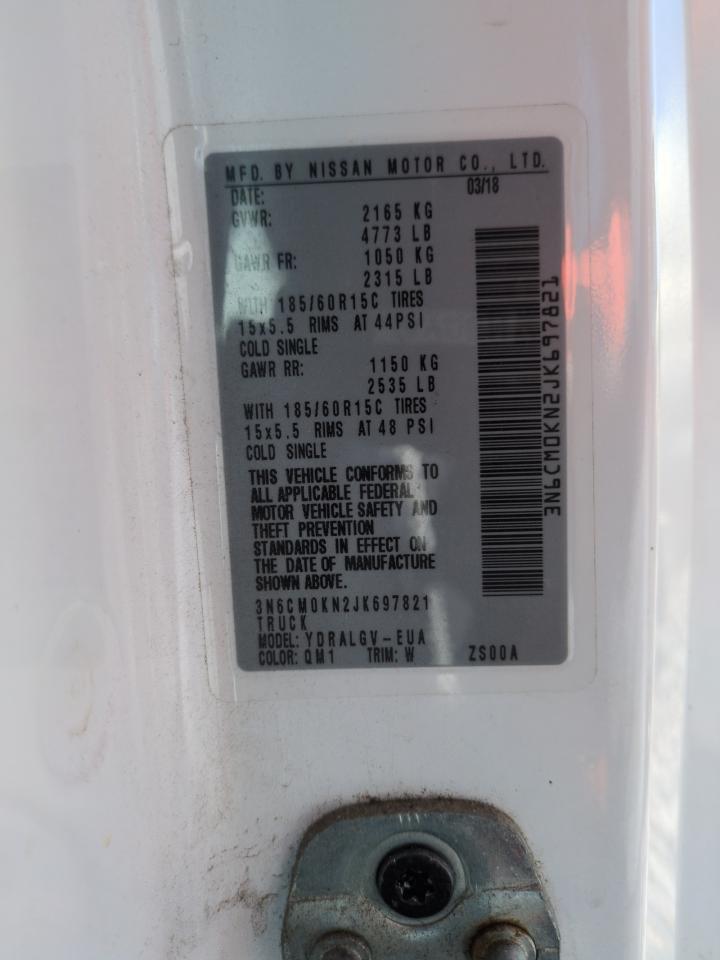 MFD. BY NISSAN MOTOR CO., LTD.
DATE: 03/18
GVWR: 2165 KG
4773 LB
GAWR FR: 1050 KG
2315 LB
WITH 185/60R15C TIRES
15x5.5 RIMS AT 44PSI
COLD SINGLE
GAWR RR: 1150 KG
2535 LB
WITH 185/60R15C TIRES
15x5.5 RIMS AT 48 PSI
COLD SINGLE
THIS VEHICLE CONFORMS TO
ALL APPLICABLE FEDERAL
MOTOR VEHICLE SAFETY AND
THEFT PREVENTION
STANDARDS IN EFFECT ON
THE DATE OF MANUFACTURE
SHOWN ABOVE.
3N6CM0KN2JK697821
TRUCK
MODEL: YDRALGV-EUA
COLOR: QM1 TRIM: W ZS00A
3N6CM0KN2JK697821